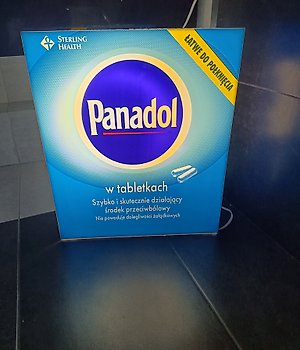 STERLING
HEALTH
ŁATWE DO POŁKNIĘCIA
Panadol
w tabletkach
Szybko i skutecznie działający
środek przeciwbólowy
Nie powoduje dolegliwości żołądkowych